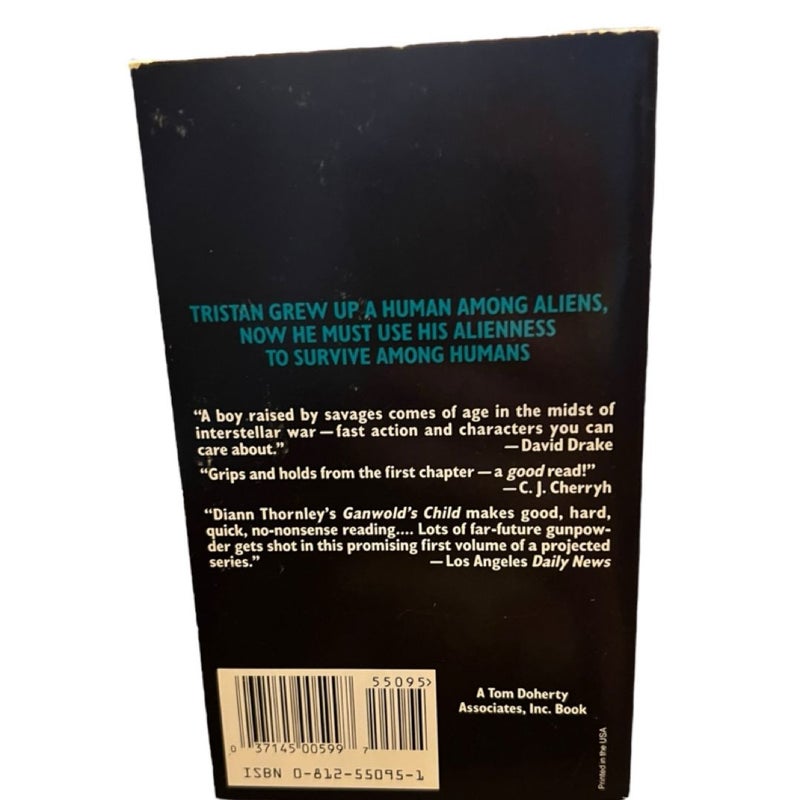 TRISTAN GREW UP A HUMAN AMONG ALIENS,
NOW HE MUST USE HIS ALIENNESS
TO SURVIVE AMONG HUMANS
“A boy raised by savages comes of age in the midst of
interstellar war—fast action and characters you can
care about.” —David Drake
“Grips and holds from the first chapter—a good read!”
—C. J. Cherryh
“Diann Thornley’s Ganwold’s Child makes good, hard,
quick, no-nonsense reading.... Lots of far-future gunpow-
der gets shot in this promising first volume of a projected
series.” —Los Angeles Daily News
55095>
0 37145 00599 7
ISBN 0-812-55095-1
A Tom Doherty
Associates, Inc. Book
Printed in the USA